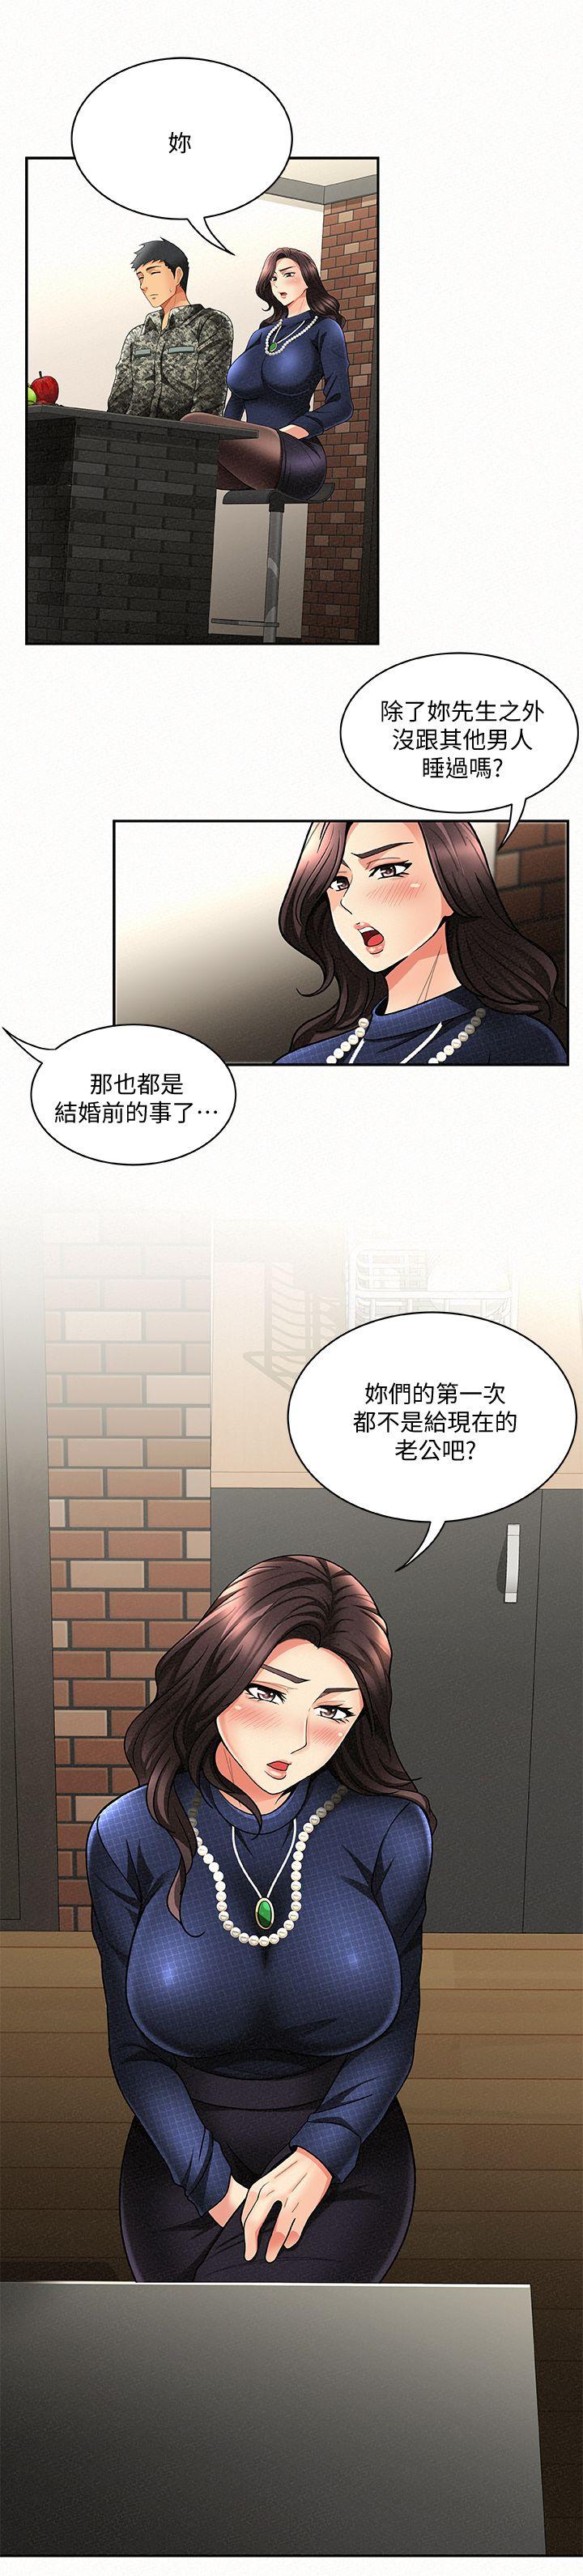 妳
除了妳先生之外
沒跟其他男人
睡過嗎?
那也都是
結婚前的事了⋯
妳們的第一次
都不是給現在的
老公吧?